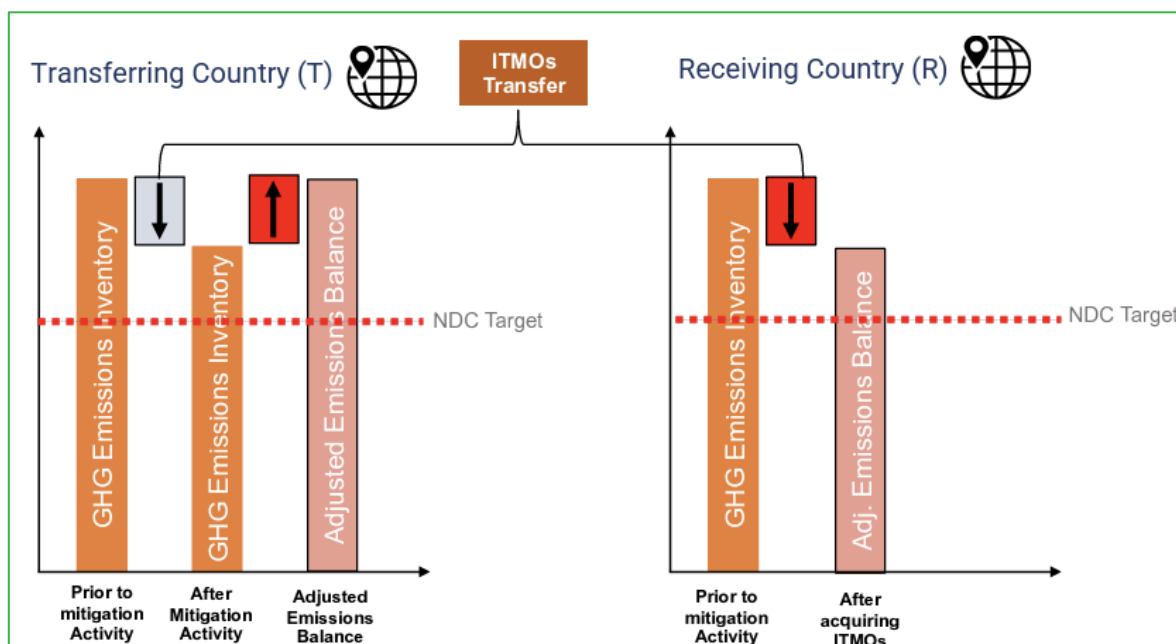 Transferring Country (T)
ITMOs
Transfer
Receiving Country (R)
GHG Emissions Inventory
GHG Emissions Inventory
Adjusted Emissions Balance
NDC Target
Prior to
mitigation
Activity
After
Mitigation
Activity
Adjusted
Emissions
Balance
GHG Emissions Inventory
Adj. Emissions Balance
NDC Target
Prior to
mitigation
Activity
After
acquiring
ITMOs